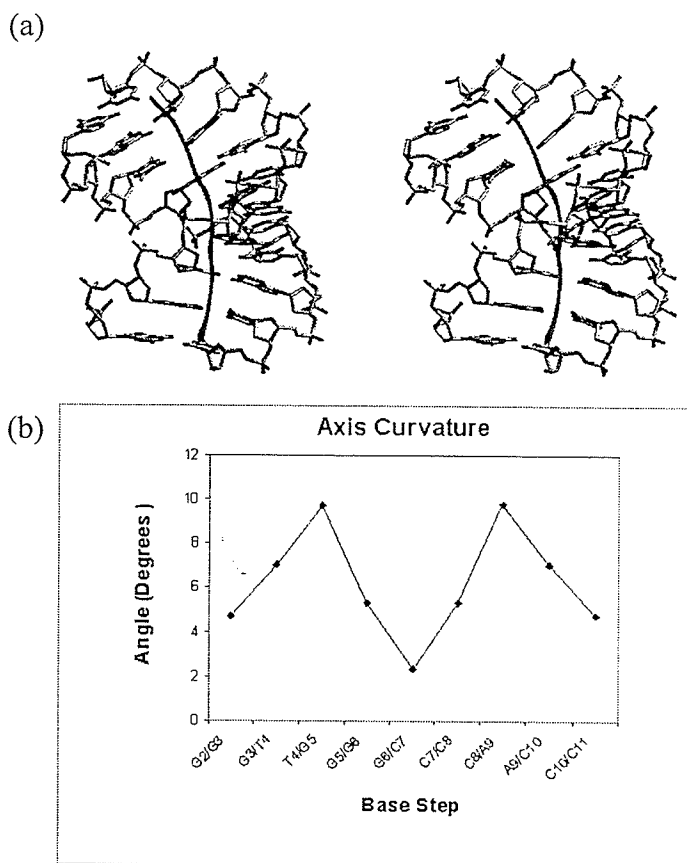 (a)
(b)
Axis Curvature
Angle (Degrees)
12
10
8
6
4
2
0
G2/G3
G3/T4
T4/G5
G5/G6
G6/C7
C7/C8
C8/A9
A9/C10
C10/C11
Base Step